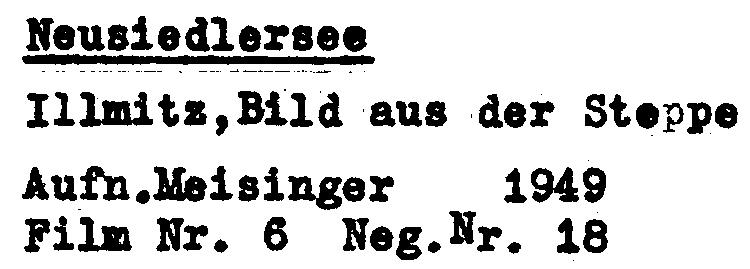 Neusiedlersee
Illmitz,Bild aus der Steppe
Aufn.Meisinger 1949
Film Nr. 6 Neg.Nr. 18